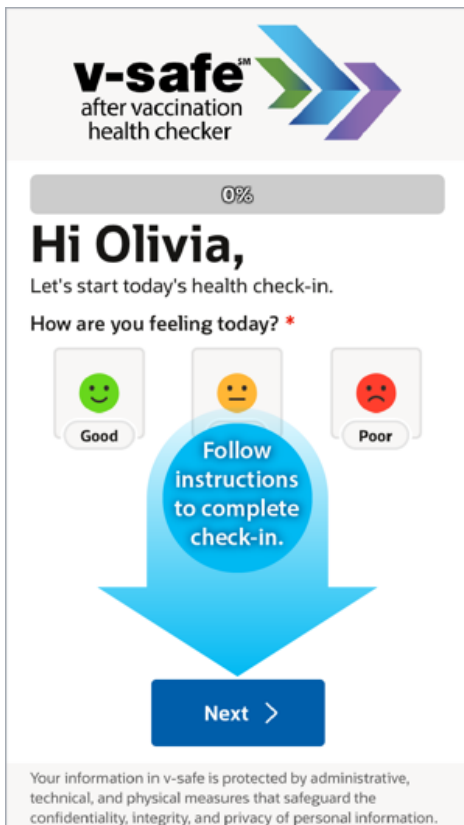 v-safe℠
after vaccination
health checker
0%
Hi Olivia,
Let's start today's health check-in.
How are you feeling today? *
Good
Poor
Follow
instructions
to complete
check-in.
Next >
Your information in v-safe is protected by administrative,
technical, and physical measures that safeguard the
confidentiality, integrity, and privacy of personal information.